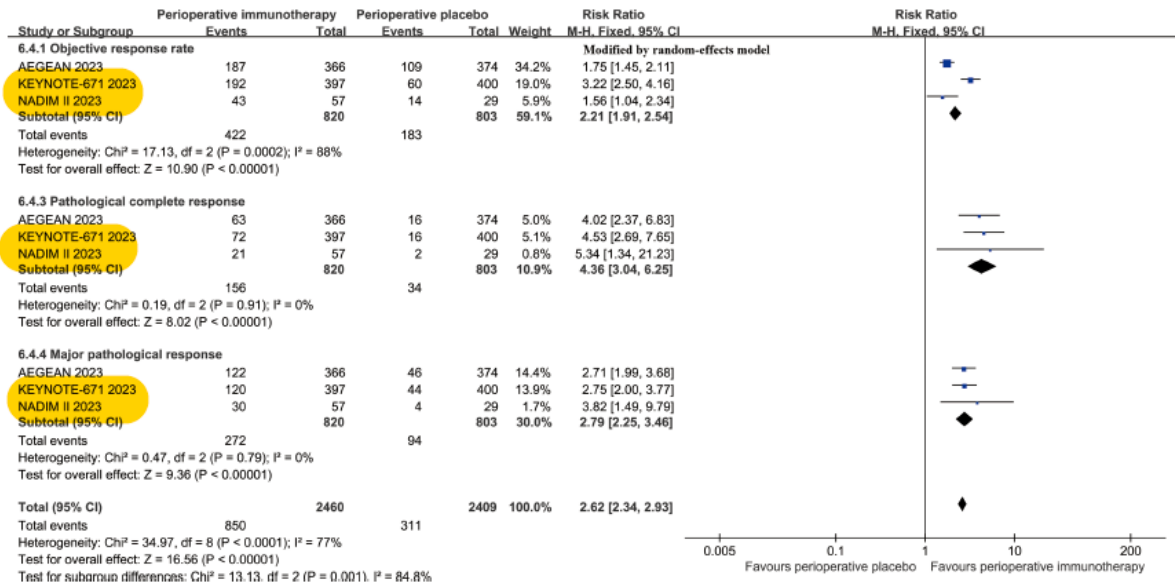 Perioperative immunotherapy Perioperative placebo Risk Ratio Risk Ratio
Study or Subgroup Events Total Events Total Weight M-H, Fixed, 95% CI M-H, Fixed, 95% CI
6.4.1 Objective response rate Modified by random-effects model
AEGEAN 2023 187 366 109 374 34.2% 1.75 [1.45, 2.11]
KEYNOTE-671 2023 192 397 60 400 19.0% 3.22 [2.50, 4.16]
NADIM II 2023 43 57 14 29 5.9% 1.56 [1.04, 2.34]
Subtotal (95% CI) 820 803 59.1% 2.21 [1.91, 2.54]
Total events 422 183
Heterogeneity: Chi² = 17.13, df = 2 (P = 0.0002); I² = 88%
Test for overall effect: Z = 10.90 (P < 0.00001)
6.4.3 Pathological complete response
AEGEAN 2023 63 366 16 374 5.0% 4.02 [2.37, 6.83]
KEYNOTE-671 2023 72 397 16 400 5.1% 4.53 [2.69, 7.65]
NADIM II 2023 21 57 2 29 0.8% 5.34 [1.34, 21.23]
Subtotal (95% CI) 820 803 10.9% 4.36 [3.04, 6.25]
Total events 156 34
Heterogeneity: Chi² = 0.19, df = 2 (P = 0.91); I² = 0%
Test for overall effect: Z = 8.02 (P < 0.00001)
6.4.4 Major pathological response
AEGEAN 2023 122 366 46 374 14.4% 2.71 [1.99, 3.68]
KEYNOTE-671 2023 120 397 44 400 13.9% 2.75 [2.00, 3.77]
NADIM II 2023 30 57 4 29 1.7% 3.82 [1.49, 9.79]
Subtotal (95% CI) 820 803 30.0% 2.79 [2.25, 3.46]
Total events 272 94
Heterogeneity: Chi² = 0.47, df = 2 (P = 0.79); I² = 0%
Test for overall effect: Z = 9.36 (P < 0.00001)
Total (95% CI) 2460 2409 100.0% 2.62 [2.34, 2.93]
Total events 850 311
Heterogeneity: Chi² = 34.97, df = 8 (P < 0.0001); I² = 77%
Test for overall effect: Z = 16.56 (P < 0.00001)
Test for subgroup differences: Chi² = 13.13, df = 2 (P = 0.001), I² = 84.8%
0.005 0.1 1 10 200
Favours perioperative placebo Favours perioperative immunotherapy